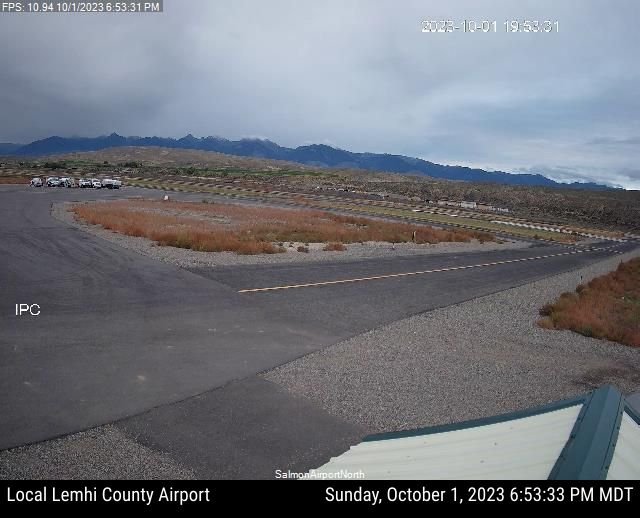 FPS: 10.94 10/1/2023 6:53:31 PM
2023-10-01 19:53:31
IPC
SalmonAirportNorth
Local Lemhi County Airport
Sunday, October 1, 2023 6:53:33 PM MDT